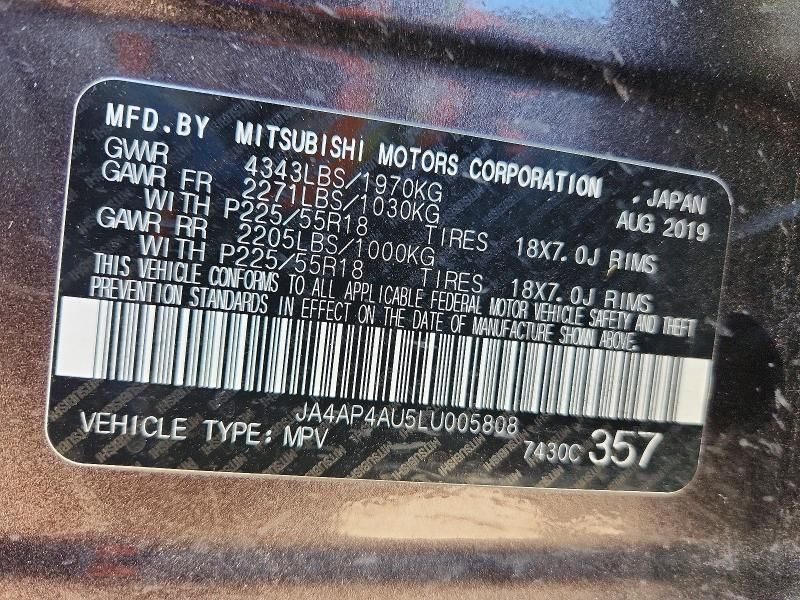 MFD.BY MITSUBISHI MOTORS CORPORATION , JAPAN
GVWR 4343LBS/1970KG AUG 2019
GAWR FR 2271LBS/1030KG
WITH P225/55R18 TIRES 18X7.0J RIMS
GAWR RR 2205LBS/1000KG
WITH P225/55R18 TIRES 18X7.0J RIMS
THIS VEHICLE CONFORMS TO ALL APPLICABLE FEDERAL MOTOR VEHICLE SAFETY AND THEFT
PREVENTION STANDARDS IN EFFECT ON THE DATE OF MANUFACTURE SHOWN ABOVE.
JA4AP4AU5LU005808
VEHICLE TYPE: MPV 7430C 357